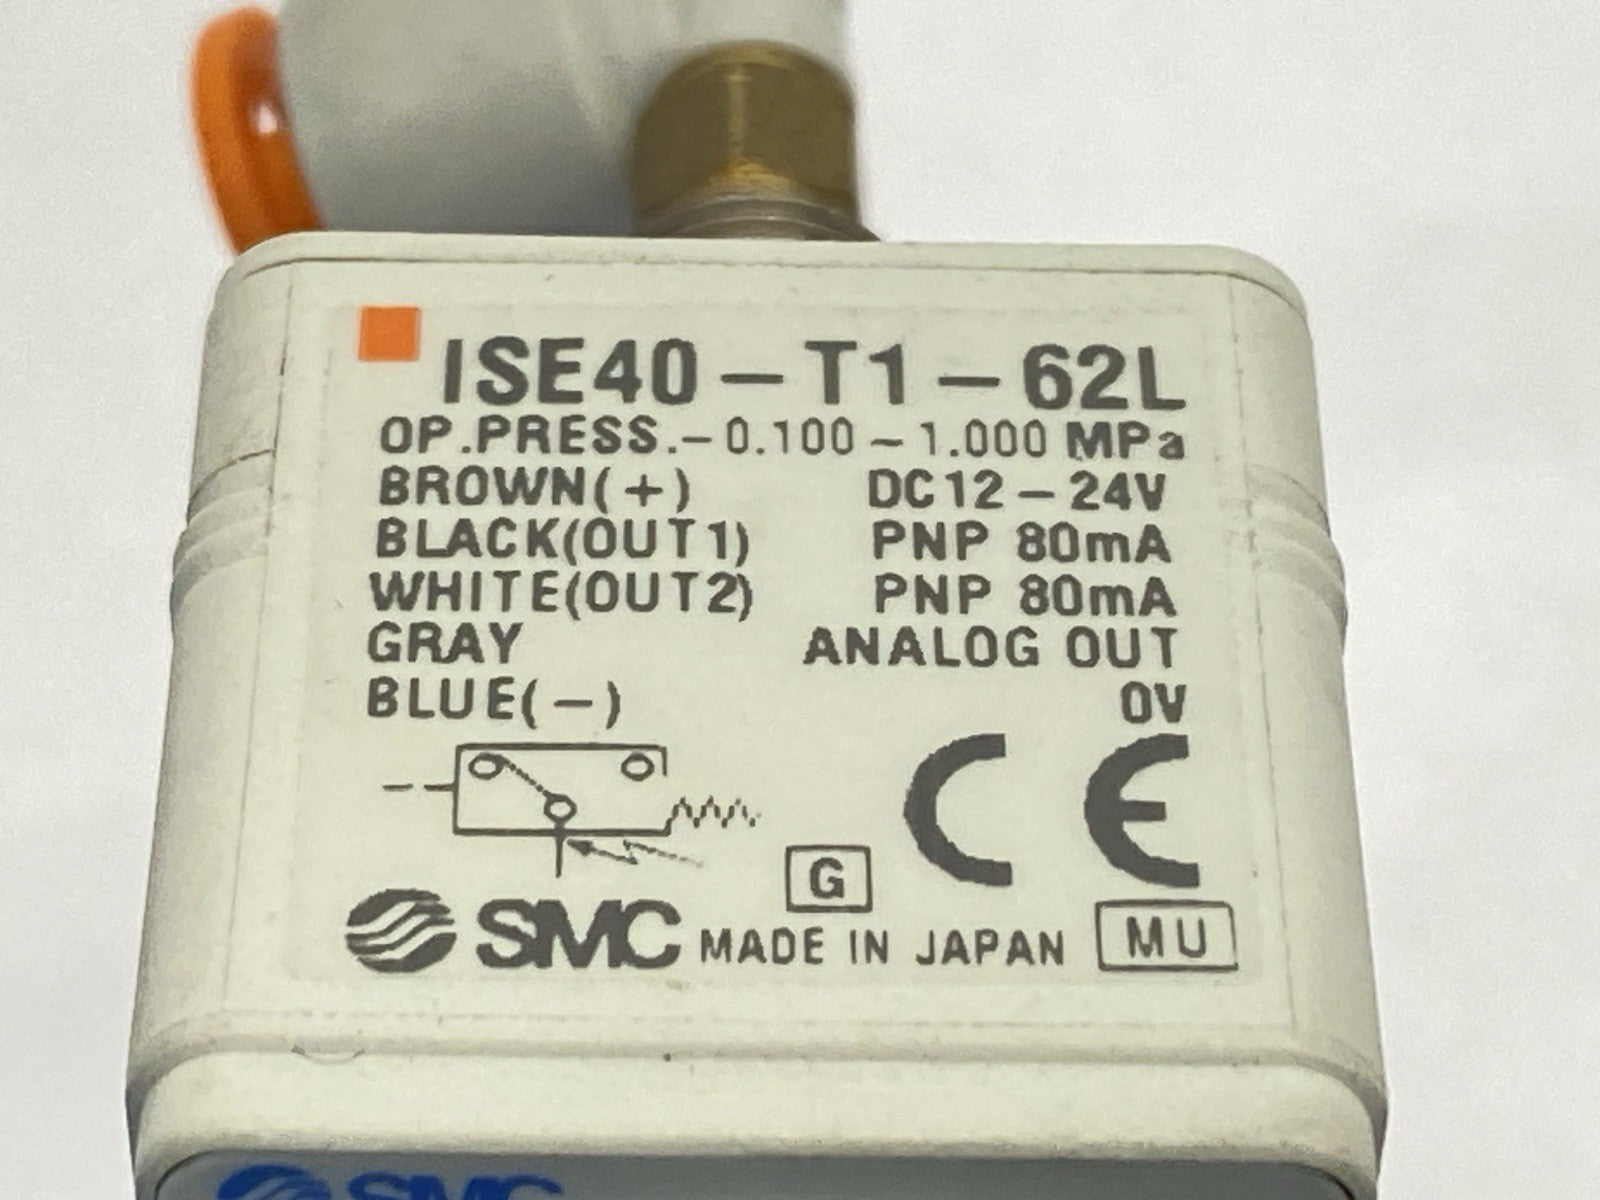 ISE40-T1-62L
OP.PRESS.-0.100~1.000 MPa
BROWN(+) DC12-24V
BLACK(OUT1) PNP 80mA
WHITE(OUT2) PNP 80mA
GRAY ANALOG OUT
BLUE(-) 0V
CE
G
SMC MADE IN JAPAN MU
SMC